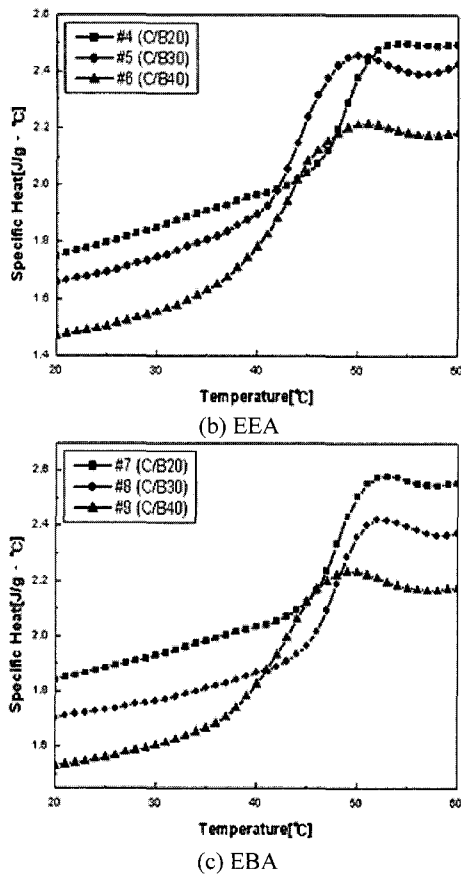 #4 (C/B20)
#5 (C/B30)
#6 (C/B40)
Specific Heat[J/g - ℃]
2.6
2.4
2.2
2.0
1.8
1.6
1.4
20
30
40
50
60
Temperature[℃]
(b) EEA
#7 (C/B20)
#8 (C/B30)
#9 (C/B40)
Specific Heat[J/g - ℃]
2.6
2.4
2.2
2.0
1.8
1.6
20
30
40
50
60
Temperature[℃]
(c) EBA